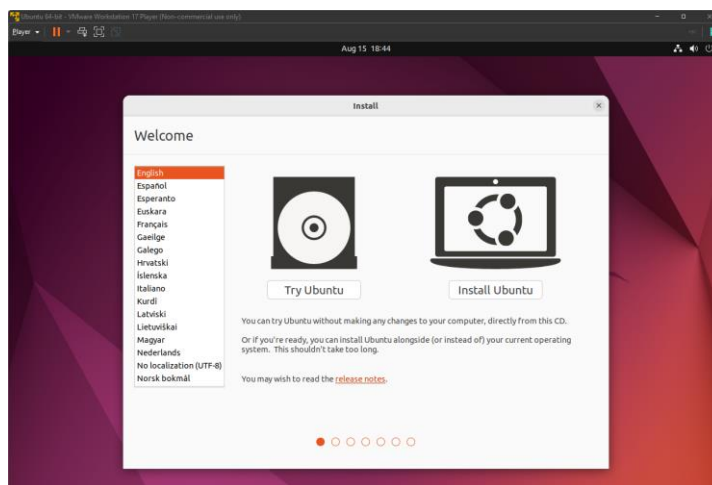 Ubuntu 64-bit - VMware Workstation 17 Player (Non-commercial use only)
Player
Aug 15 18:44
Install
Welcome
English
Español
Esperanto
Euskara
Français
Gaeilge
Galego
Hrvatski
Íslenska
Italiano
Kurdî
Latviski
Lietuviškai
Magyar
Nederlands
No localization (UTF-8)
Norsk bokmål
Try Ubuntu
Install Ubuntu
You can try Ubuntu without making any changes to your computer, directly from this CD.
Or if you're ready, you can install Ubuntu alongside (or instead of) your current operating
system. This shouldn't take too long.
You may wish to read the release notes.